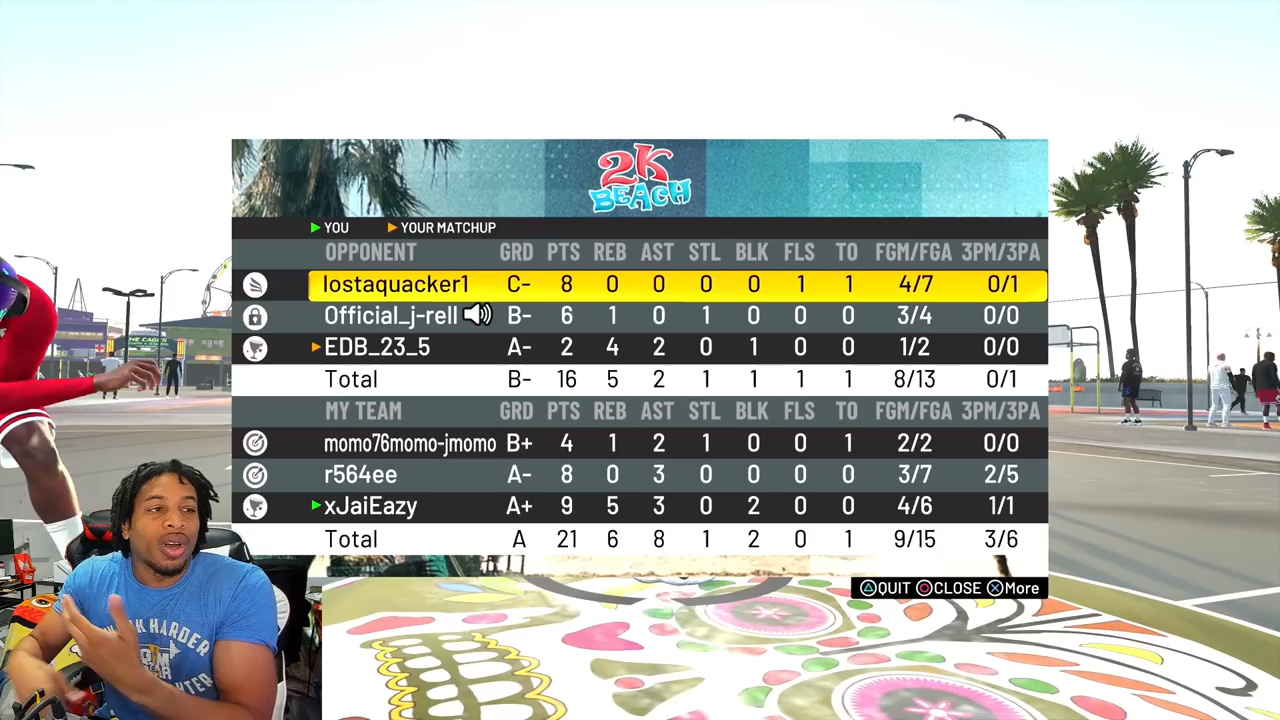 2K
BEACH
YOU YOUR MATCHUP
OPPONENT GRD PTS REB AST STL BLK FLS TO FGM/FGA 3PM/3PA
lostaquacker1 C- 8 0 0 0 0 1 1 4/7 0/1
Official_j-rell B- 6 1 0 1 0 0 0 3/4 0/0
EDB_23_5 A- 2 4 2 0 1 0 0 1/2 0/0
Total B- 16 5 2 1 1 1 1 8/13 0/1
MY TEAM GRD PTS REB AST STL BLK FLS TO FGM/FGA 3PM/3PA
momo76momo-jmomo B+ 4 1 2 1 0 0 1 2/2 0/0
r564ee A- 8 0 3 0 0 0 0 3/7 2/5
xJaiEazy A+ 9 5 3 0 2 0 0 4/6 1/1
Total A 21 6 8 1 2 0 1 9/15 3/6
QUIT CLOSE More
THE CAGES
HARDER